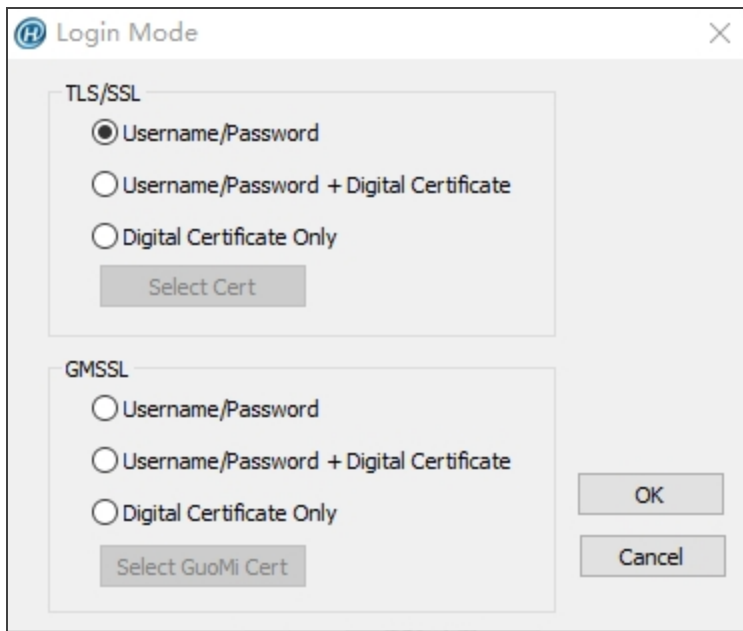 Login Mode
TLS/SSL
Username/Password
Username/Password + Digital Certificate
Digital Certificate Only
Select Cert
GMSSL
Username/Password
Username/Password + Digital Certificate
Digital Certificate Only
Select GuoMi Cert
OK
Cancel